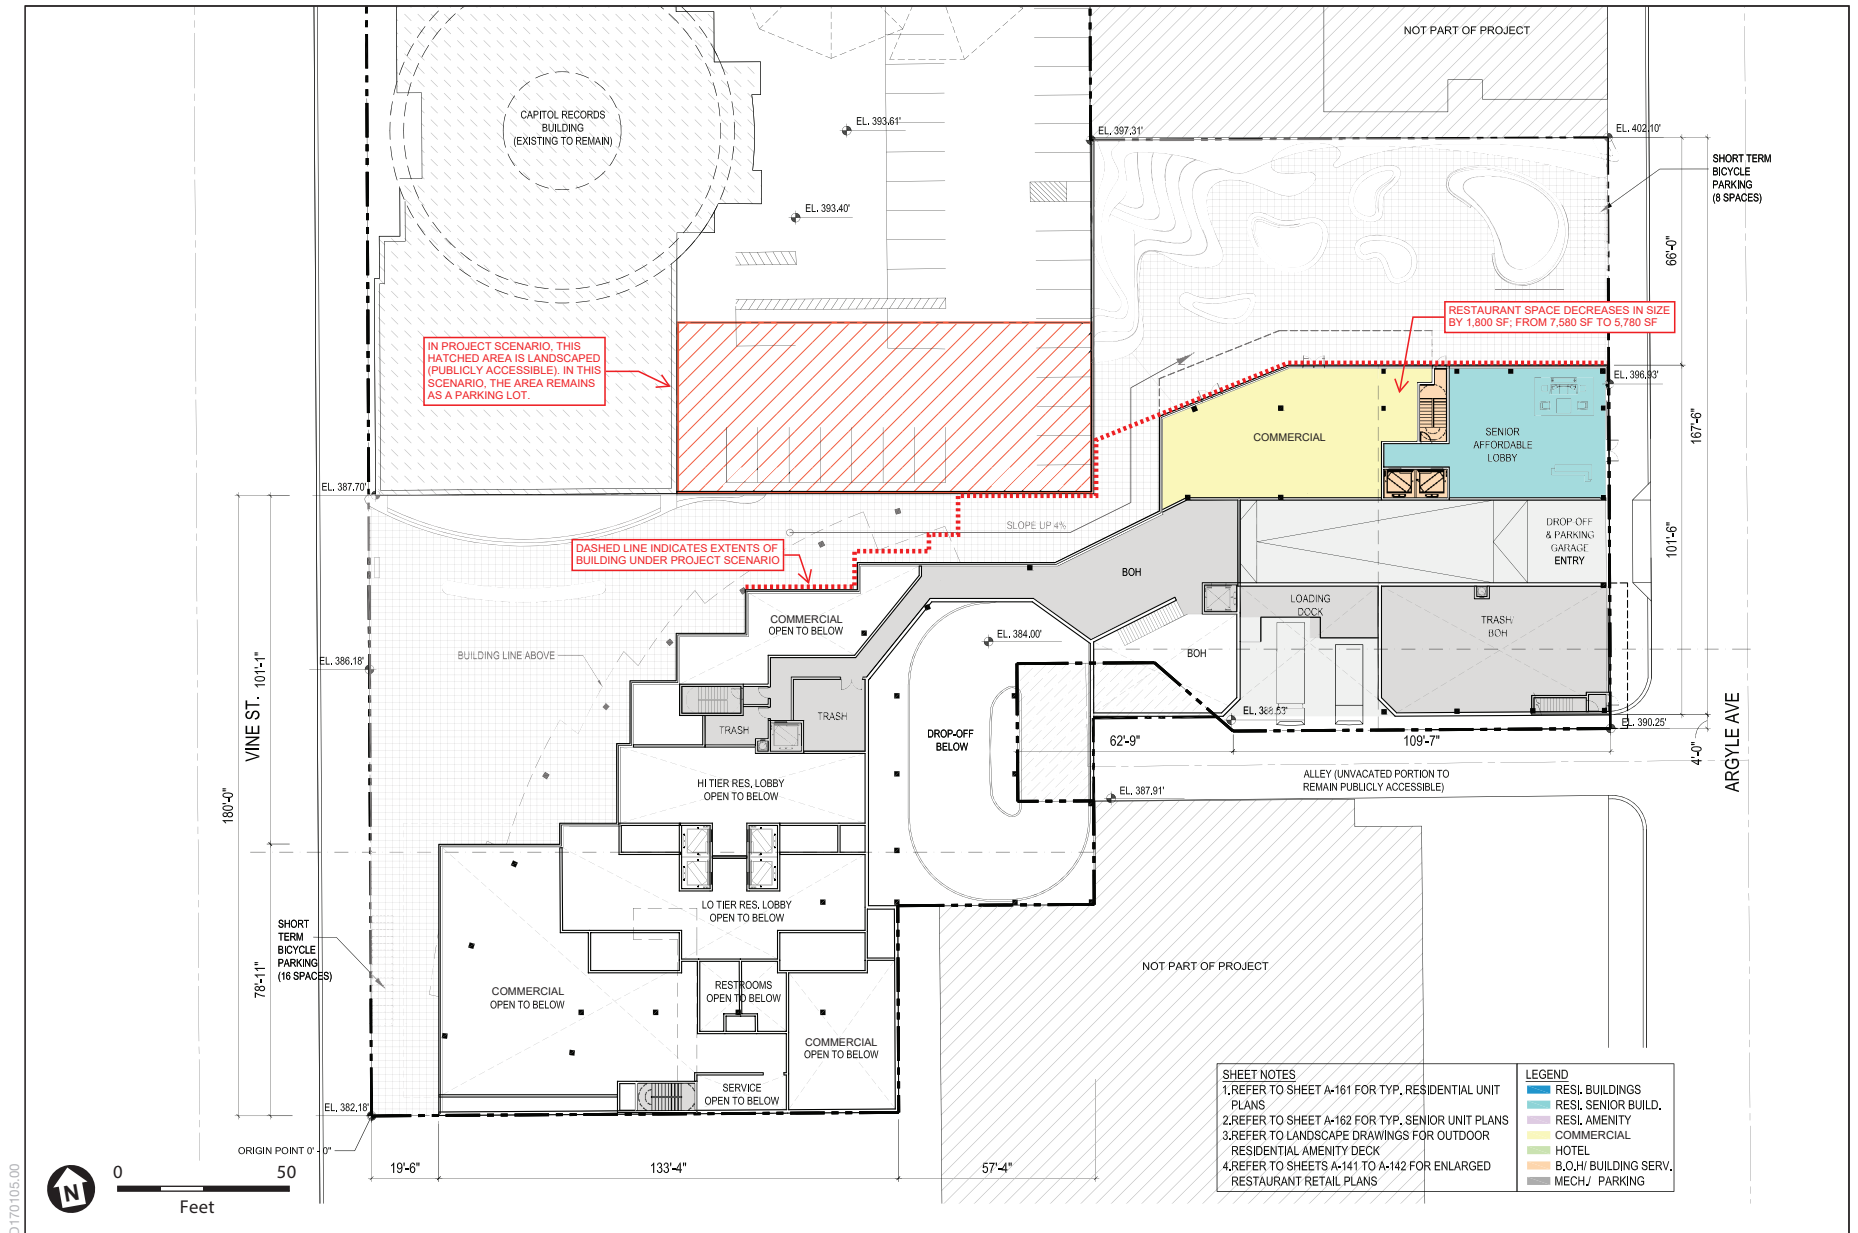 NOT PART OF PROJECT
CAPITOL RECORDS
BUILDING
(EXISTING TO REMAIN)
EL. 393.61'
EL. 397.31'
EL. 402.10'
SHORT TERM
BICYCLE
PARKING
(8 SPACES)
EL. 393.40'
66'-0"
RESTAURANT SPACE DECREASES IN SIZE
BY 1,800 SF; FROM 7,580 SF TO 5,780 SF
IN PROJECT SCENARIO, THIS
HATCHED AREA IS LANDSCAPED
(PUBLICLY ACCESSIBLE). IN THIS
SCENARIO, THE AREA REMAINS
AS A PARKING LOT.
EL. 396.93'
COMMERCIAL
SENIOR
AFFORDABLE
LOBBY
167'-6"
EL. 387.70'
SLOPE UP 4%
DROP OFF
& PARKING
GARAGE
ENTRY
101'-6"
DASHED LINE INDICATES EXTENTS OF
BUILDING UNDER PROJECT SCENARIO
BOH
LOADING
DOCK
TRASH/
BOH
COMMERCIAL
OPEN TO BELOW
EL. 384.00'
BUILDING LINE ABOVE
BOH
EL. 386.18'
VINE ST.
101'-1"
TRASH
TRASH
EL. 388.53'
EL. 390.25'
DROP-OFF
BELOW
62'-9"
109'-7"
4'-0"
ARGYLE AVE
ALLEY (UNVACATED PORTION TO
REMAIN PUBLICLY ACCESSIBLE)
HI TIER RES. LOBBY
OPEN TO BELOW
EL. 387.91'
180'-0"
LO TIER RES. LOBBY
OPEN TO BELOW
SHORT
TERM
BICYCLE
PARKING
(16 SPACES)
78'-11"
NOT PART OF PROJECT
COMMERCIAL
OPEN TO BELOW
RESTROOMS
OPEN TO BELOW
COMMERCIAL
OPEN TO BELOW
SERVICE
OPEN TO BELOW
EL. 382.18'
ORIGIN POINT 0' - 0"
19'-6"
133'-4"
57'-4"
SHEET NOTES
1. REFER TO SHEET A-161 FOR TYP. RESIDENTIAL UNIT
PLANS
2. REFER TO SHEET A-162 FOR TYP. SENIOR UNIT PLANS
3. REFER TO LANDSCAPE DRAWINGS FOR OUTDOOR
RESIDENTIAL AMENITY DECK
4. REFER TO SHEETS A-141 TO A-142 FOR ENLARGED
RESTAURANT RETAIL PLANS
LEGEND
RESI. BUILDINGS
RESI. SENIOR BUILD.
RESI. AMENITY
COMMERCIAL
HOTEL
B.O.H/ BUILDING SERV.
MECH./ PARKING
N
0 50
Feet
D170105.00